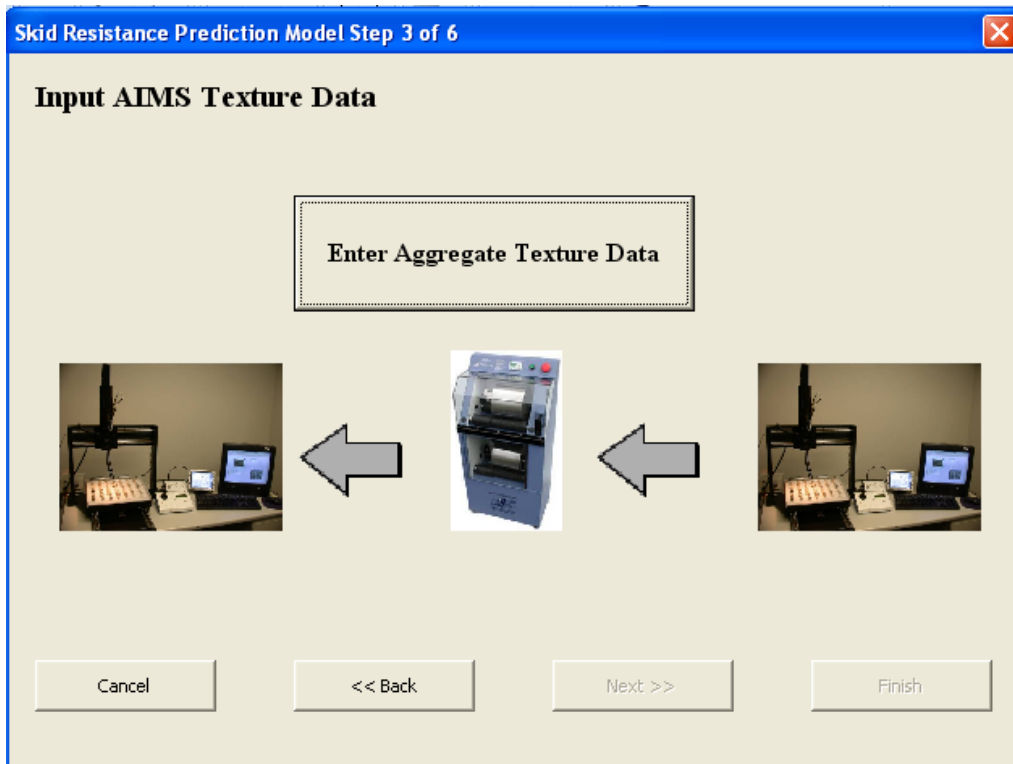 Skid Resistance Prediction Model Step 3 of 6
Input AIMS Texture Data
Enter Aggregate Texture Data
Cancel
<< Back
Next >>
Finish